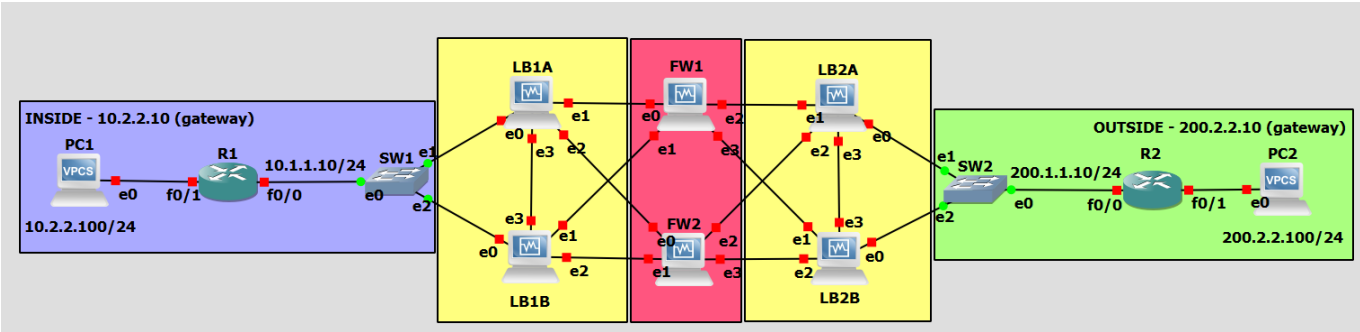 INSIDE - 10.2.2.10 (gateway)
PC1
VPCS
e0
10.2.2.100/24
R1
f0/1
f0/0
10.1.1.10/24
SW1
e0
e1
e2
LB1A
e0
e1
e2
e3
LB1B
e0
e1
e2
e3
FW1
e0
e1
e2
e3
FW2
e0
e1
e2
e3
LB2A
e1
e2
e3
e0
LB2B
e1
e2
e3
e0
OUTSIDE - 200.2.2.10 (gateway)
SW2
e1
e2
e0
200.1.1.10/24
R2
f0/0
f0/1
PC2
VPCS
e0
200.2.2.100/24